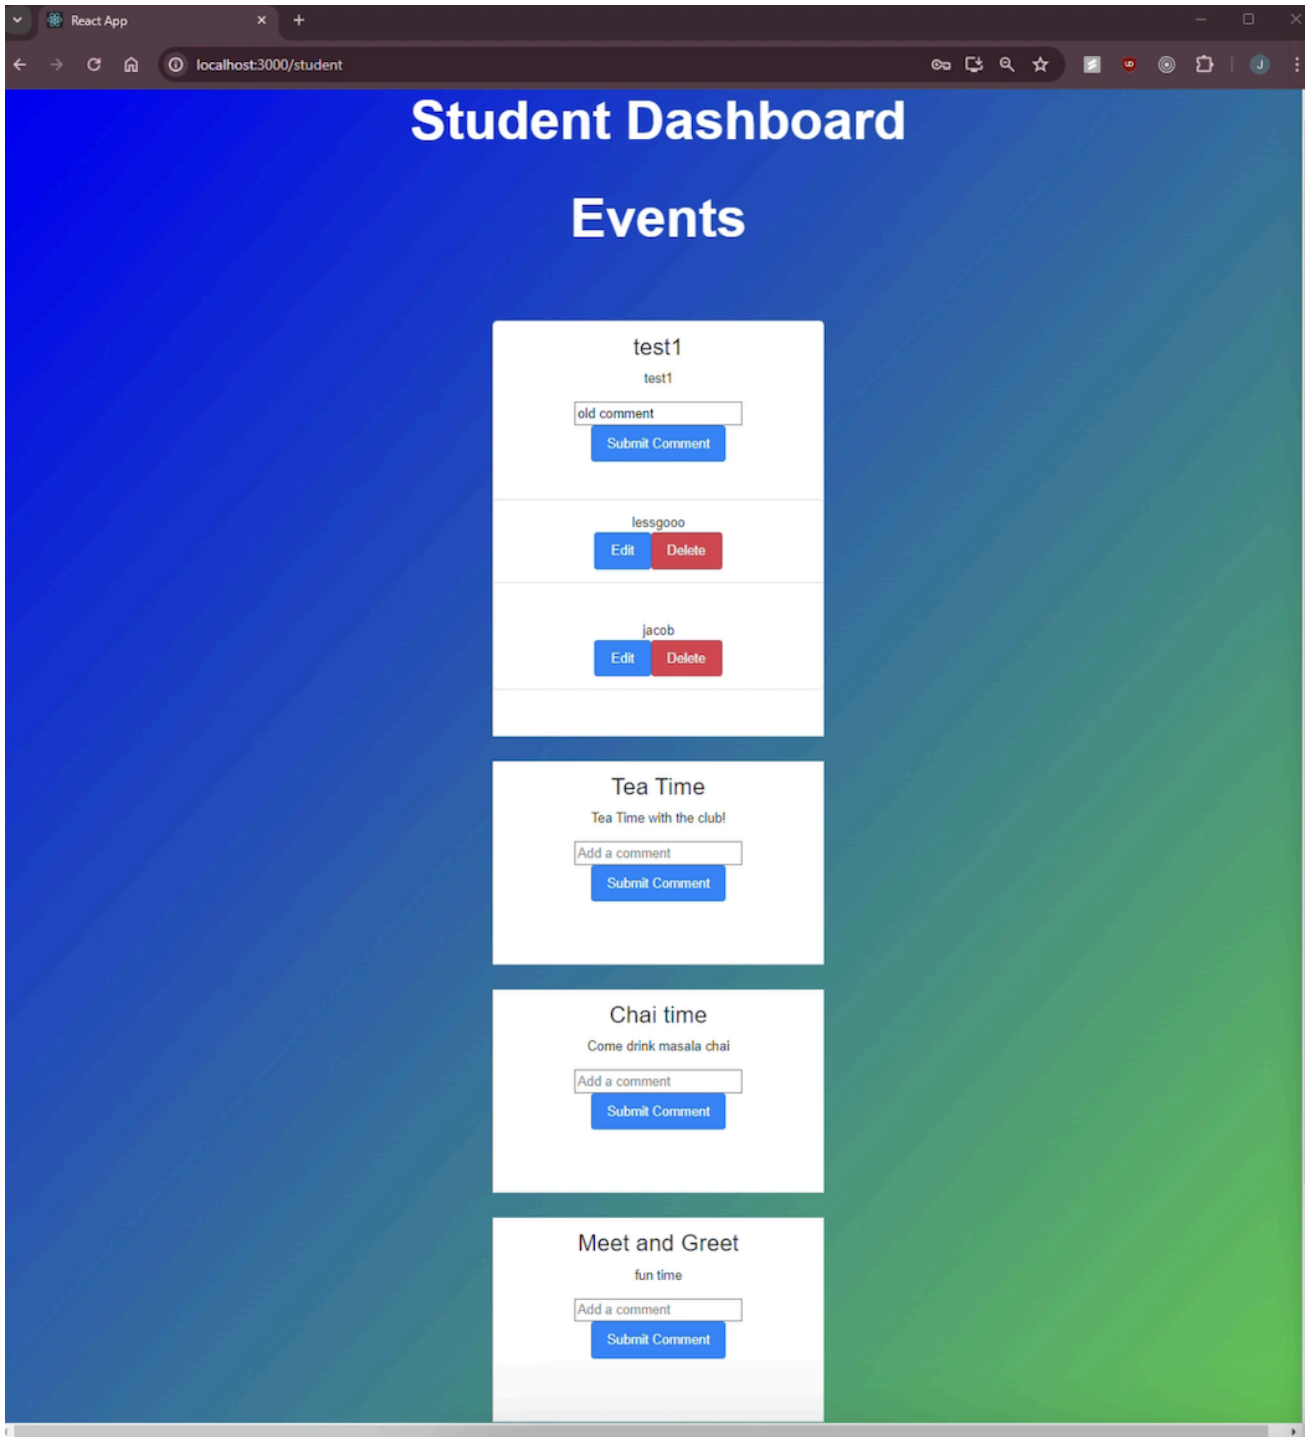 React App
localhost:3000/student
J
Student Dashboard
Events
test1
test1
old comment
Submit Comment
lessgooo
Edit Delete
jacob
Edit Delete
Tea Time
Tea Time with the club!
Add a comment
Submit Comment
Chai time
Come drink masala chai
Add a comment
Submit Comment
Meet and Greet
fun time
Add a comment
Submit Comment